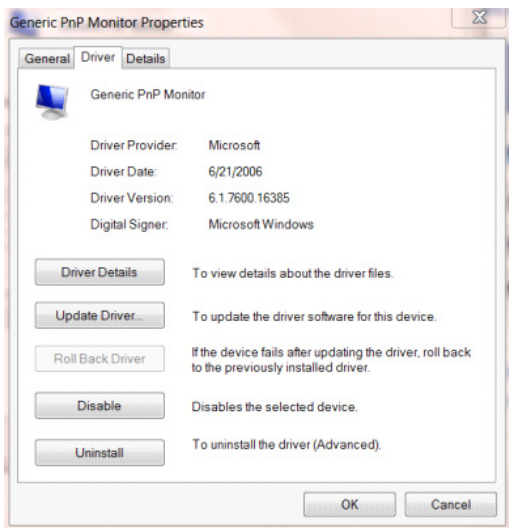 Generic PnP Monitor Properties
General Driver Details
Generic PnP Monitor
Driver Provider: Microsoft
Driver Date: 6/21/2006
Driver Version: 6.1.7600.16385
Digital Signer: Microsoft Windows
Driver Details To view details about the driver files.
Update Driver... To update the driver software for this device.
Roll Back Driver If the device fails after updating the driver, roll back
to the previously installed driver.
Disable Disables the selected device.
Uninstall To uninstall the driver (Advanced).
OK Cancel